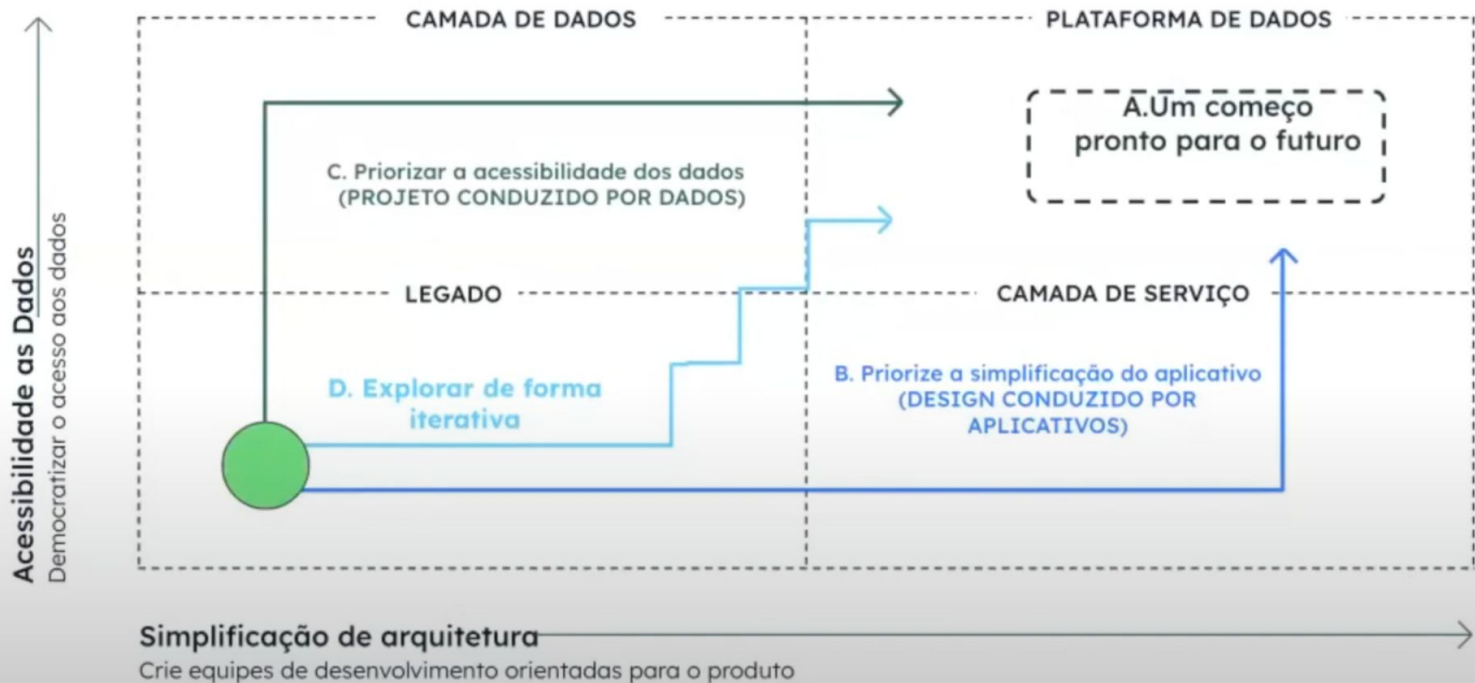 CAMADA DE DADOS
PLATAFORMA DE DADOS
A.Um começo
pronto para o futuro
C. Priorizar a acessibilidade dos dados
(PROJETO CONDUZIDO POR DADOS)
LEGADO
CAMADA DE SERVIÇO
D. Explorar de forma
iterativa
B. Priorize a simplificação do aplicativo
(DESIGN CONDUZIDO POR
APLICATIVOS)
Acessibilidade as Dados
Democratizar o acesso aos dados
Simplificação de arquitetura
Crie equipes de desenvolvimento orientadas para o produto